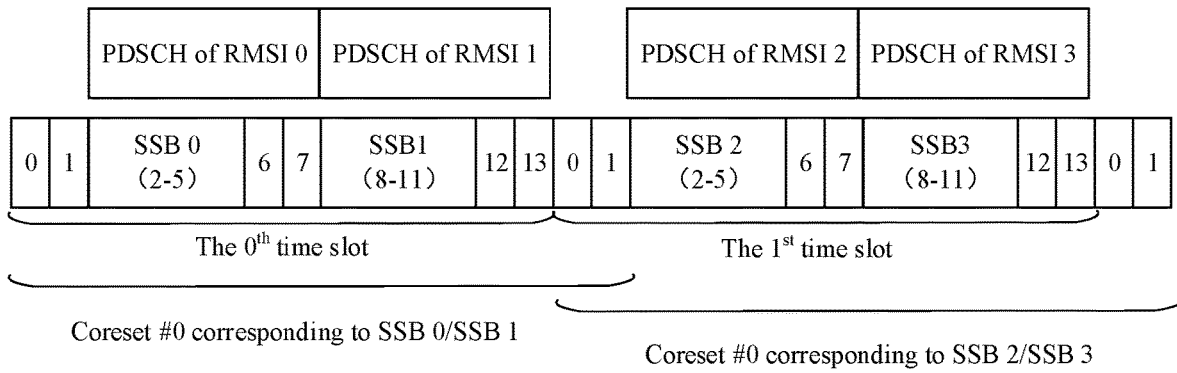 PDSCH of RMSI 0 PDSCH of RMSI 1 PDSCH of RMSI 2 PDSCH of RMSI 3
0 1 SSB 0 6 7 SSB1 12 13 0 1 SSB 2 6 7 SSB3 12 13 0 1
（2-5） （8-11） （2-5） （8-11）
The 0th time slot The 1st time slot
Coreset #0 corresponding to SSB 0/SSB 1
Coreset #0 corresponding to SSB 2/SSB 3